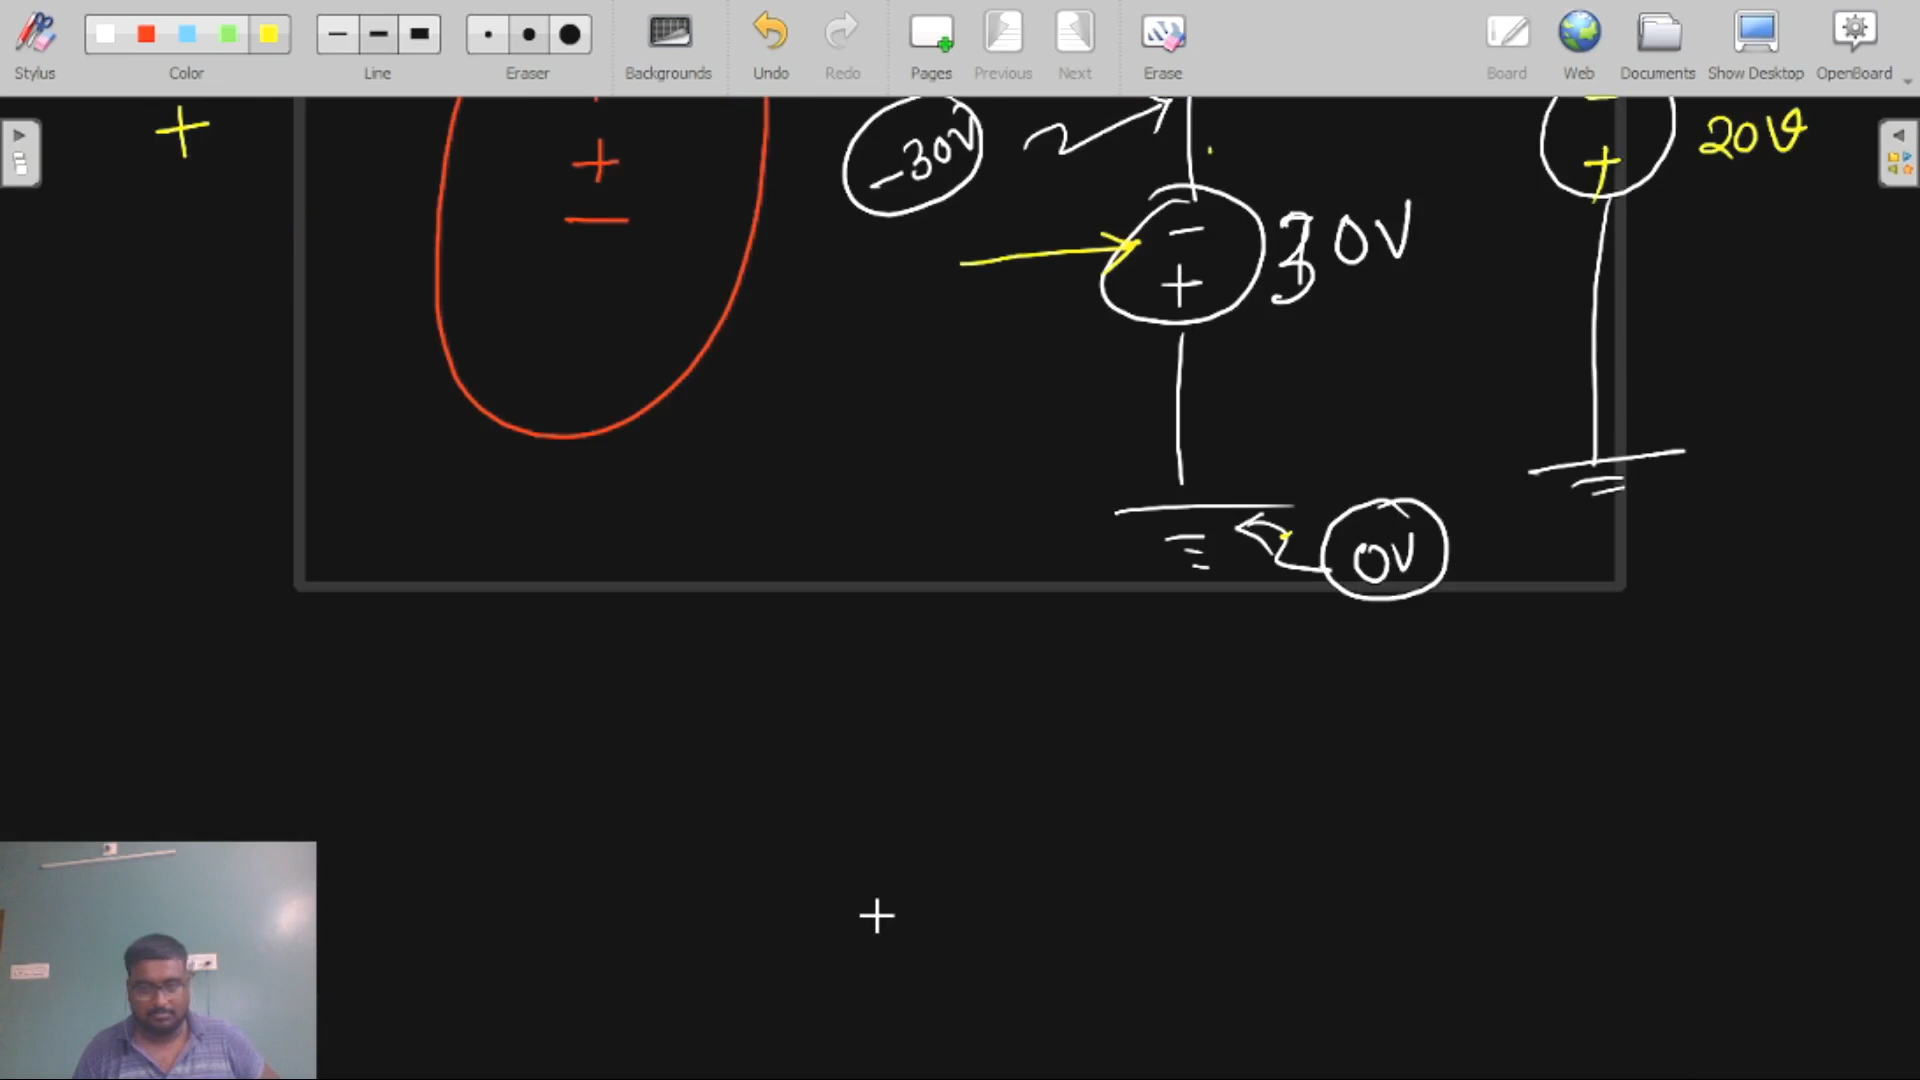 Stylus
Color
Line
Eraser
Backgrounds
Undo
Redo
Pages
Previous
Next
Erase
Board
Web
Documents
Show Desktop
OpenBoard
+
+
−
-30V
−
+
30V
+
20V
0V